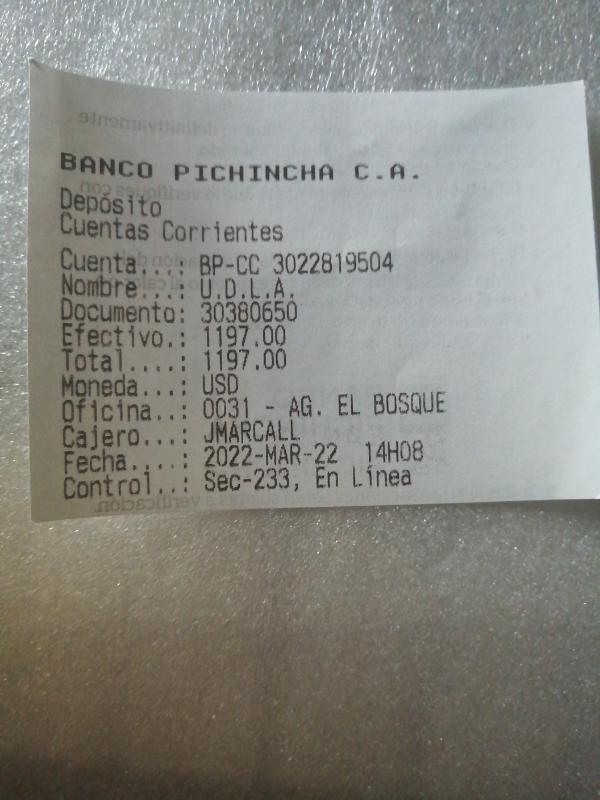 BANCO PICHINCHA C.A.
Depósito
Cuentas Corrientes
Cuenta...: BP-CC 3022819504
Nombre...: U.D.L.A.
Documento: 30380650
Efectivo.: 1197.00
Total....: 1197.00
Moneda...: USD
Oficina..: 0031 - AG. EL BOSQUE
Cajero...: JMARCALL
Fecha....: 2022-MAR-22 14H08
Control..: Sec-233, En Línea